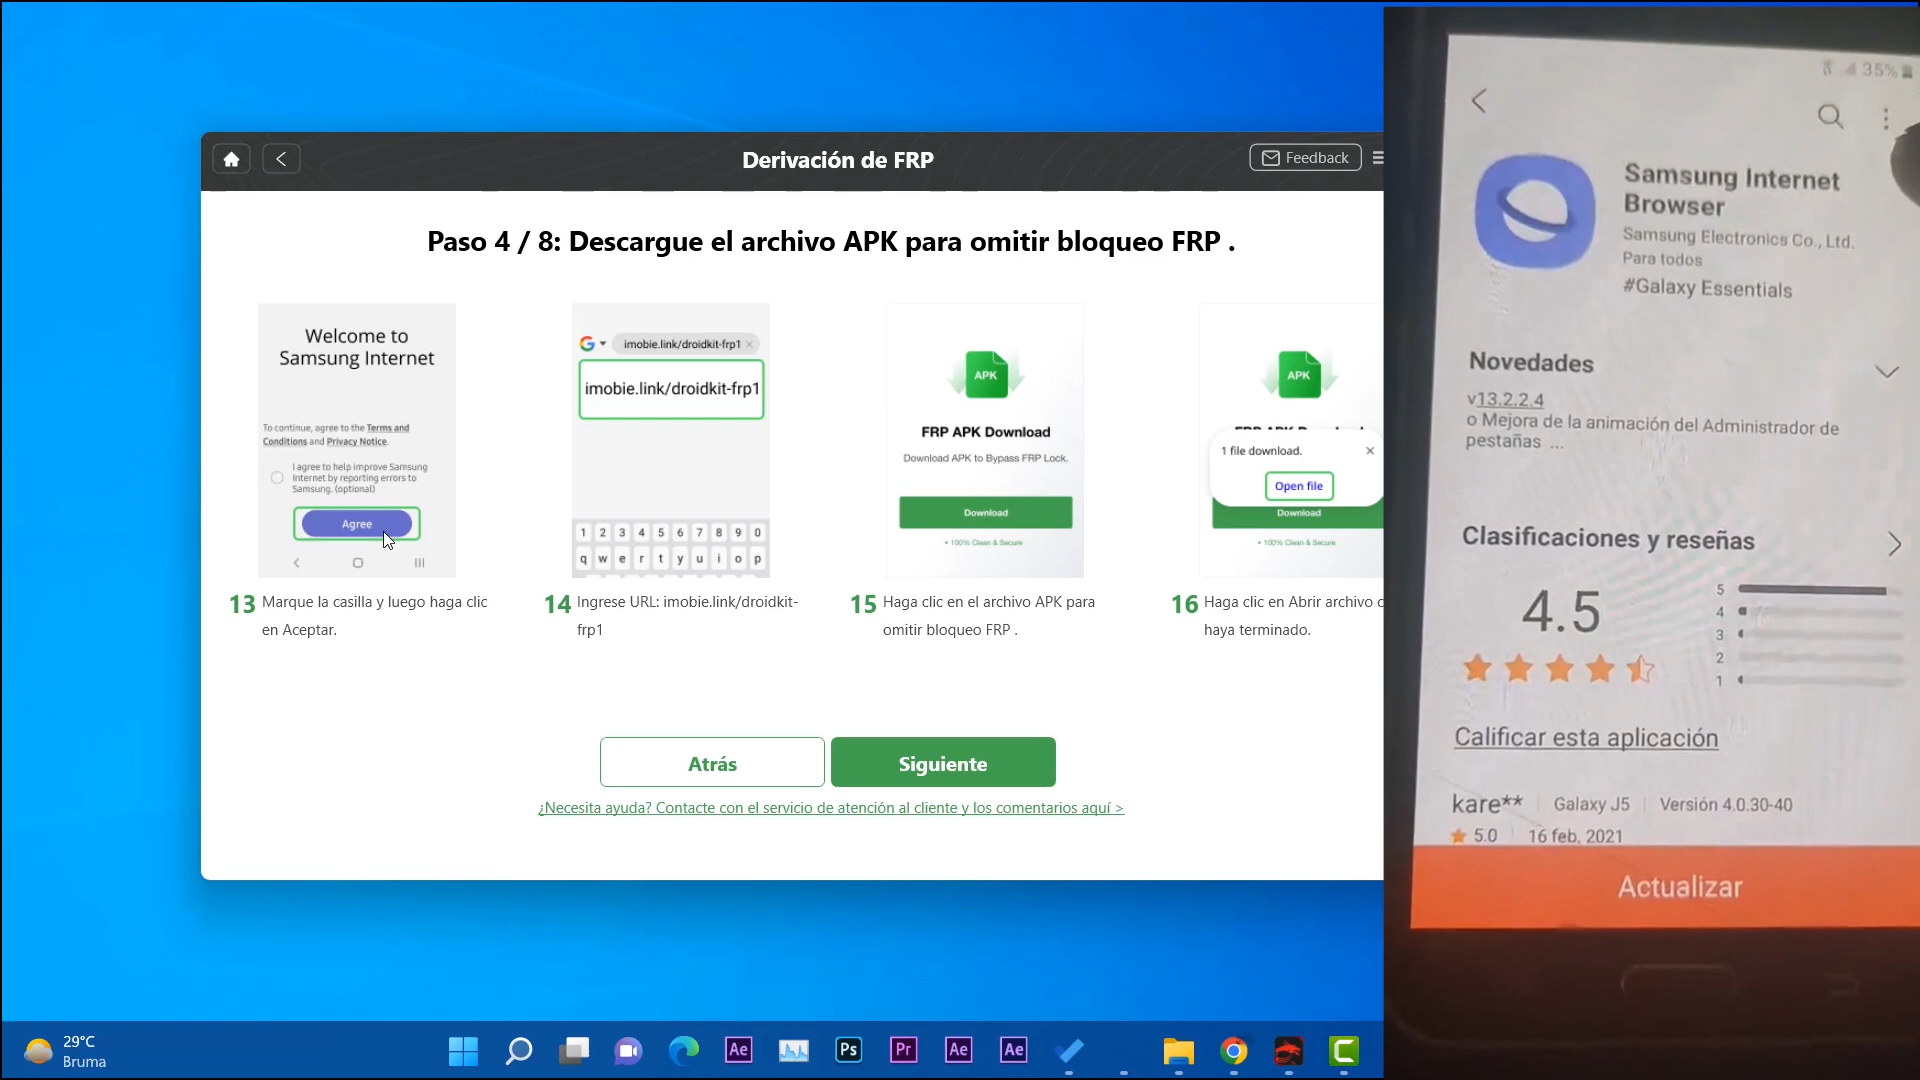 Derivación de FRP
Feedback
Paso 4 / 8: Descargue el archivo APK para omitir bloqueo FRP .
Welcome to
Samsung Internet
To continue, agree to the Terms and
Conditions and Privacy Notice.
I agree to help improve Samsung
Internet by reporting errors to
Samsung. (optional)
Agree
13 Marque la casilla y luego haga clic
en Aceptar.
imobie.link/droidkit-frp1
imobie.link/droidkit-frp1
1 2 3 4 5 6 7 8 9 0
q w e r t y u i o p
14 Ingrese URL: imobie.link/droidkit-
frp1
APK
FRP APK Download
Download APK to Bypass FRP Lock.
Download
• 100% Clean & Secure
15 Haga clic en el archivo APK para
omitir bloqueo FRP .
APK
1 file download.
Open file
Download
• 100% Clean & Secure
16 Haga clic en Abrir archivo
haya terminado.
Atrás
Siguiente
¿Necesita ayuda? Contacte con el servicio de atención al cliente y los comentarios aquí >
35%
Samsung Internet
Browser
Samsung Electronics Co., Ltd.
Para todos
#Galaxy Essentials
Novedades
v13.2.2.4
o Mejora de la animación del Administrador de
pestañas ...
Clasificaciones y reseñas
4.5
5
4
3
2
1
Calificar esta aplicación
kare** Galaxy J5 Versión 4.0.30-40
5.0 16 feb. 2021
Actualizar
29°C
Bruma
Ae
Ps
Pr
Ae
Ae